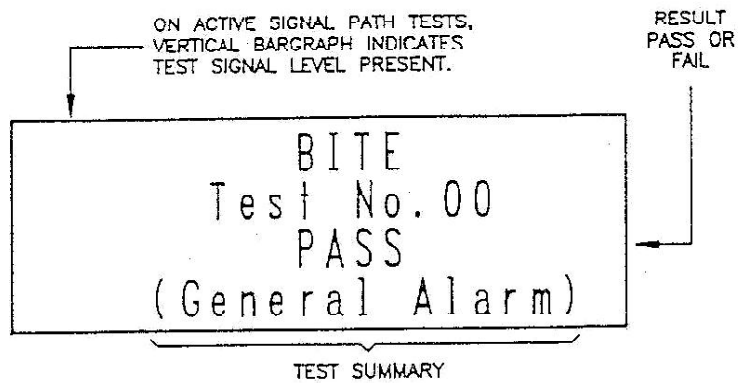 ON ACTIVE SIGNAL PATH TESTS,
VERTICAL BARGRAPH INDICATES
TEST SIGNAL LEVEL PRESENT.
RESULT
PASS OR
FAIL
BITE
Test No.00
PASS
(General Alarm)
TEST SUMMARY